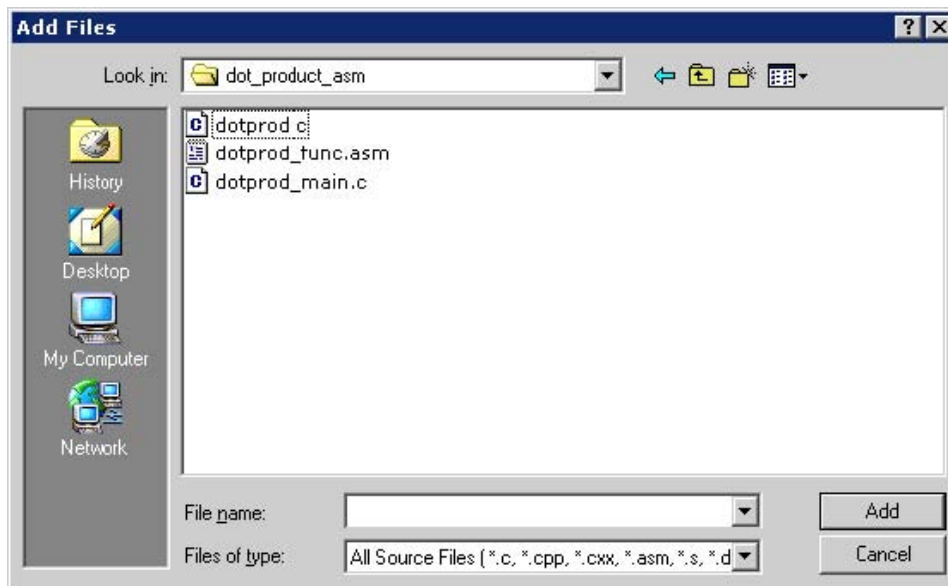 Add Files
Look in:
dot_product_asm
dotprod c
dotprod_func.asm
dotprod_main.c
History
Desktop
My Computer
Network
File name:
Add
Files of type:
All Source Files (*.c, *.cpp, *.cxx, *.asm, *.s, *.d
Cancel